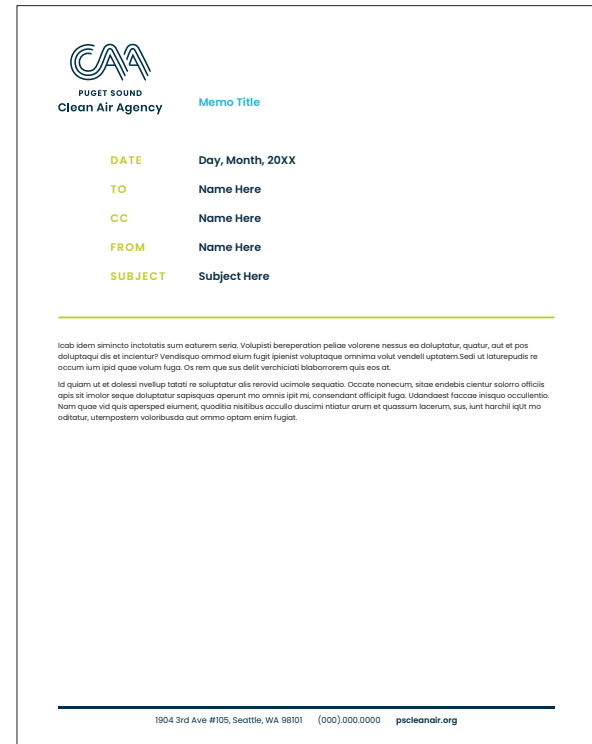 CAA
PUGET SOUND
Clean Air Agency
Memo Title
DATE Day, Month, 20XX
TO Name Here
CC Name Here
FROM Name Here
SUBJECT Subject Here
Icab idem simincto inctotatis sum eaturem seria. Volupisti bereperation peliae volorene nessus ea doluptatur, quatur, aut et pos
doluptaqui dis et incientur? Vendisquo ommod eium fugit ipienist voluptaque omnima volut vendell uptatem.Sedi ut laturepudis re
occum ium ipid quae volum fuga. Os rem que sus delit verchiciati blaborrorem quis eos at.
Id quiam ut et dolessi nvellup tatati re soluptatur alis rerovid ucimole sequatio. Occate nonecum, sitae endebis cientur solorro officiis
apis sit imolor seque doluptatur sapisquas aperunt mo omnis ipit mi, consendant officipit fuga. Udandaest faccae inisquo occullentio.
Nam quae vid quis apersped eiument, quoditia nisitibus accullo duscimi ntiatur arum et quassum lacerum, sus, iunt harchil iqUt mo
oditatur, utempostem voloribusda aut ommo optam enim fugiat.
1904 3rd Ave #105, Seattle, WA 98101 (000).000.0000 pscleanair.org